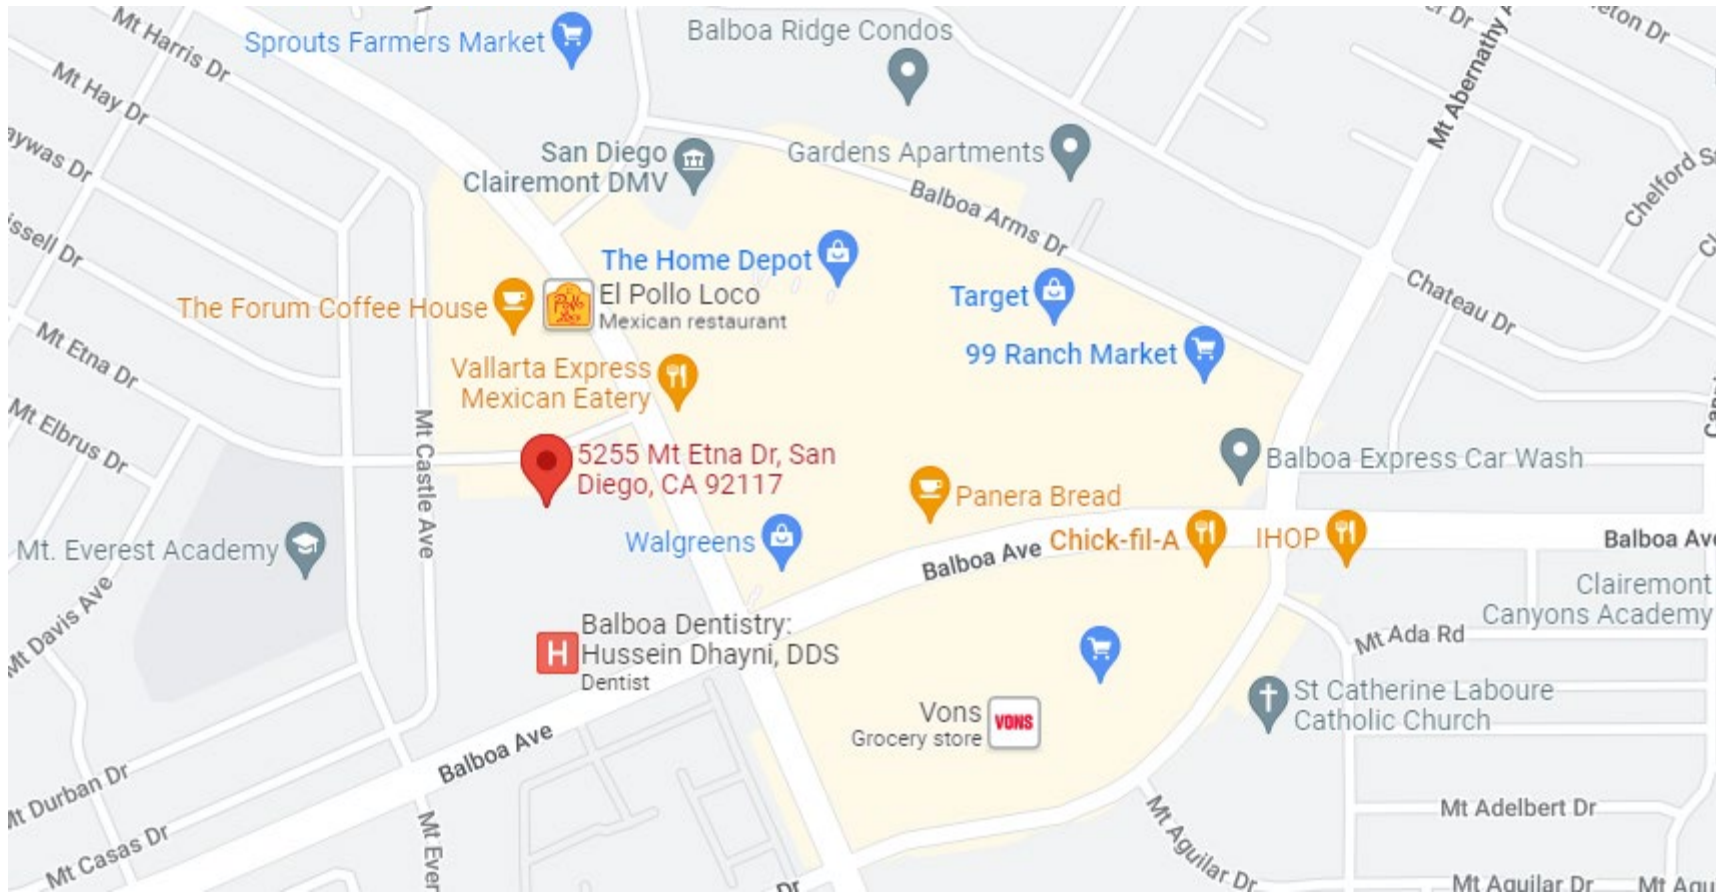 Mt Harris Dr
Sprouts Farmers Market
Balboa Ridge Condos
Mt Hay Dr
Mt Abernathy
San Diego
Clairemont DMV
Gardens Apartments
Balboa Arms Dr
Chelford
The Home Depot
El Pollo Loco
Mexican restaurant
The Forum Coffee House
Target
Chateau Dr
99 Ranch Market
Mt Etna Dr
Vallarta Express
Mexican Eatery
Mt Elbrus Dr
Mt Castle Ave
5255 Mt Etna Dr, San
Diego, CA 92117
Balboa Express Car Wash
Panera Bread
Mt. Everest Academy
Walgreens
Balboa Ave
Chick-fil-A
IHOP
Balboa Ave
Clairemont
Canyons Academy
Mt Davis Ave
Balboa Dentistry:
Hussein Dhayni, DDS
Dentist
H
Mt Ada Rd
St Catherine Laboure
Catholic Church
Vons
Grocery store
VONS
Balboa Ave
Mt Durban Dr
Mt Casas Dr
Mt Ever
Mt Adelbert Dr
Mt Aguilar Dr
Mt Aguilar Dr
Dr